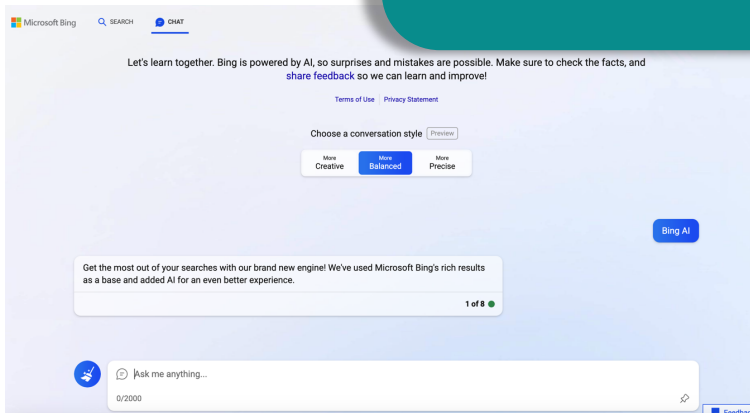 Microsoft Bing
SEARCH
CHAT
Let's learn together. Bing is powered by AI, so surprises and mistakes are possible. Make sure to check the facts, and
share feedback so we can learn and improve!
Terms of Use
Privacy Statement
Choose a conversation style
Preview
More
Creative
More
Balanced
More
Precise
Bing AI
Get the most out of your searches with our brand new engine! We've used Microsoft Bing's rich results
as a base and added AI for an even better experience.
1 of 8
Ask me anything...
0/2000